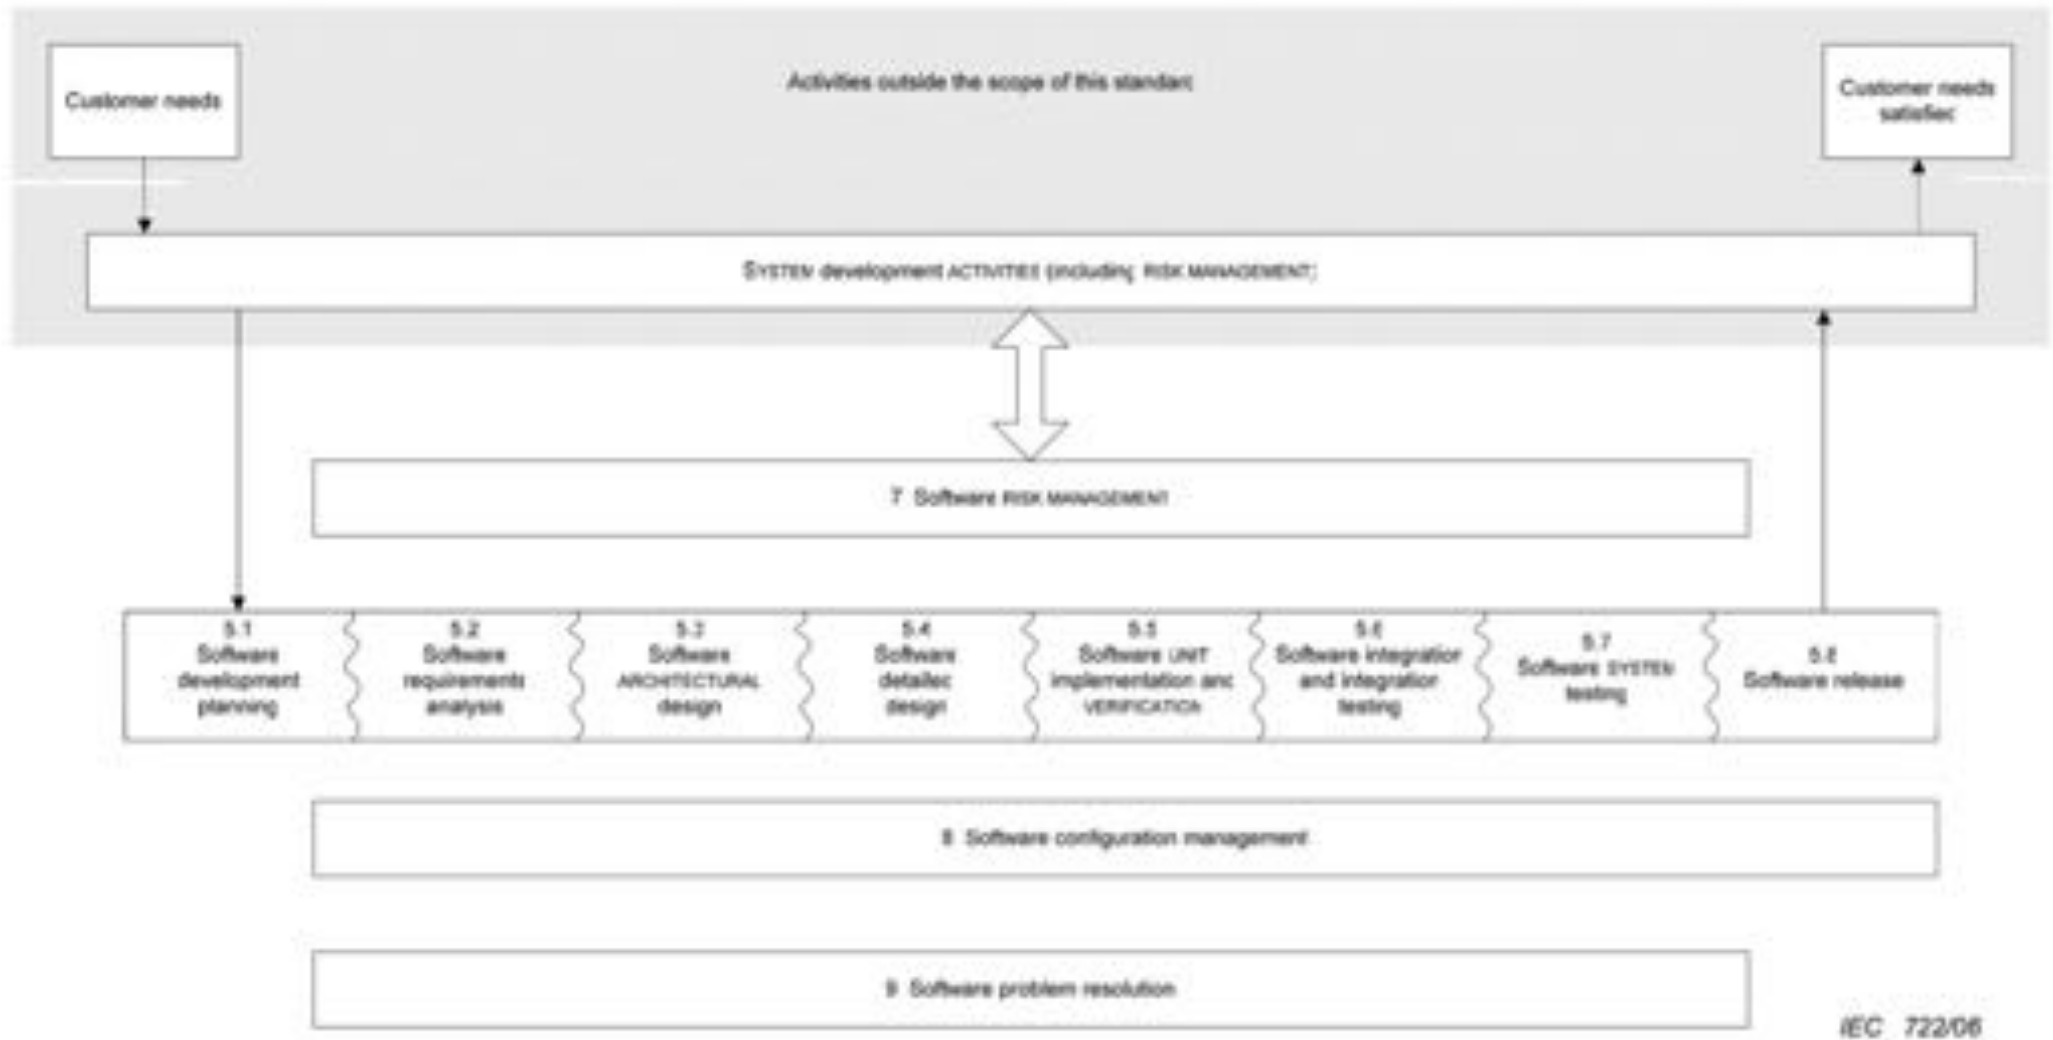 Activities outside the scope of this standard
Customer needs
Customer needs
satisfied
SYSTEM development ACTIVITIES (including RISK MANAGEMENT)
7 Software RISK MANAGEMENT
5.1
Software
development
planning
5.2
Software
requirements
analysis
5.3
Software
ARCHITECTURAL
design
5.4
Software
detailed
design
5.5
Software UNIT
implementation and
VERIFICATION
5.6
Software integration
and integration
testing
5.7
Software SYSTEM
testing
5.8
Software release
8 Software configuration management
9 Software problem resolution
IEC 722/06